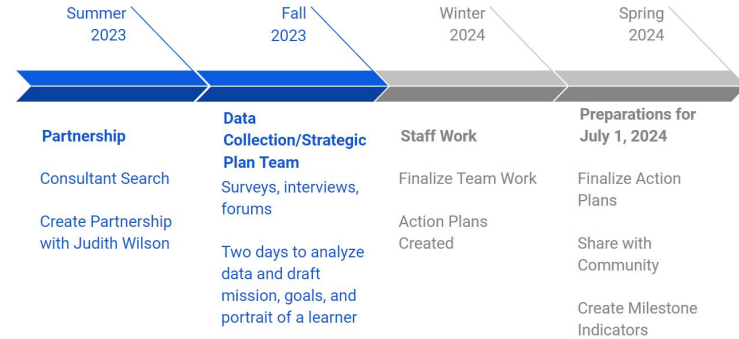 Summer
2023
Fall
2023
Winter
2024
Spring
2024
Partnership
Consultant Search
Create Partnership
with Judith Wilson
Data
Collection/Strategic
Plan Team
Surveys, interviews,
forums
Two days to analyze
data and draft
mission, goals, and
portrait of a learner
Staff Work
Finalize Team Work
Action Plans
Created
Preparations for
July 1, 2024
Finalize Action
Plans
Share with
Community
Create Milestone
Indicators